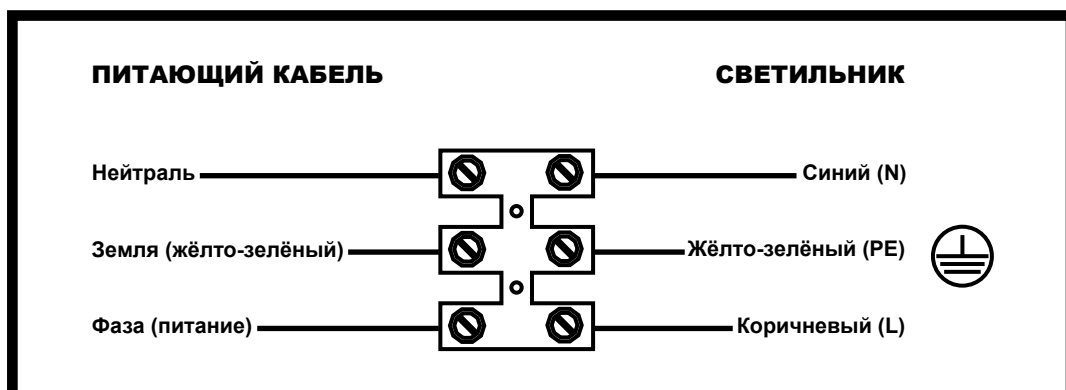 ПИТАЮЩИЙ КАБЕЛЬ СВЕТИЛЬНИК
Нейтраль Синий (N)
Земля (жёлто-зелёный) Жёлто-зелёный (PE)
Фаза (питание) Коричневый (L)